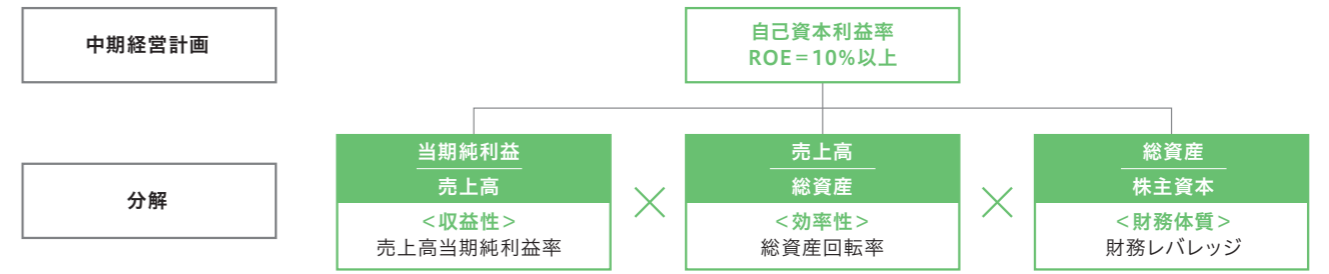 中期経営計画
自己資本利益率
ROE＝10%以上
分解
当期純利益
売上高
＜収益性＞
売上高当期純利益率
×
売上高
総資産
＜効率性＞
総資産回転率
×
総資産
株主資本
＜財務体質＞
財務レバレッジ